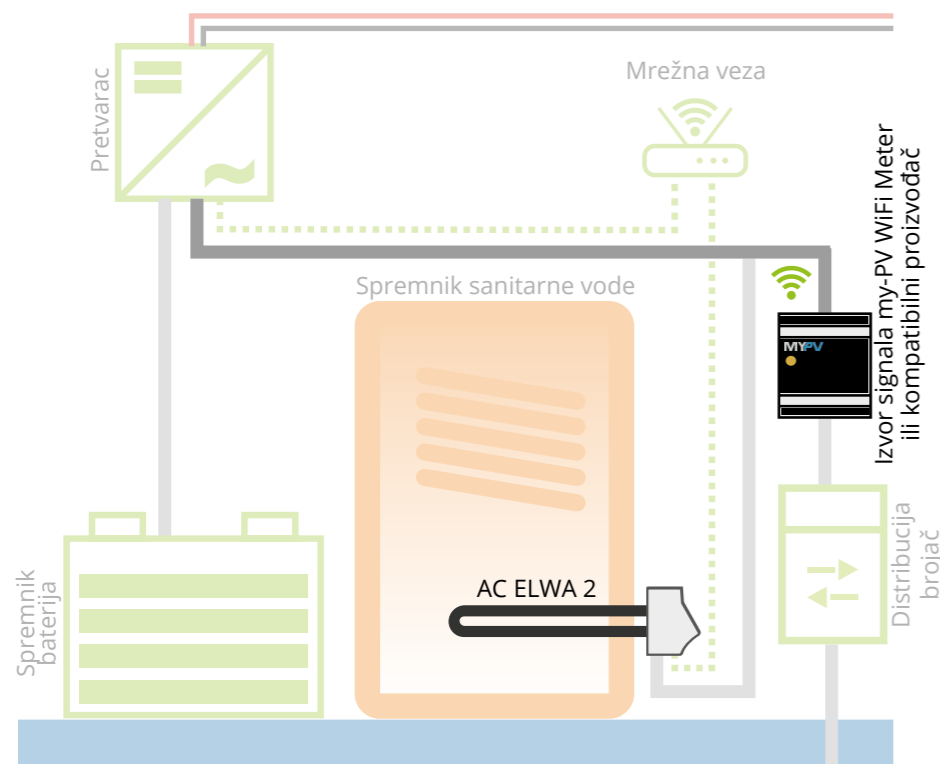 Pretvarac
Mrežna veza
Izvor signala my-PV WiFi Meter
ili kompatibilni proizvođač
Spremnik sanitarne vode
MYPV
AC ELWA 2
Spremnik
baterija
Distribucija
broiač